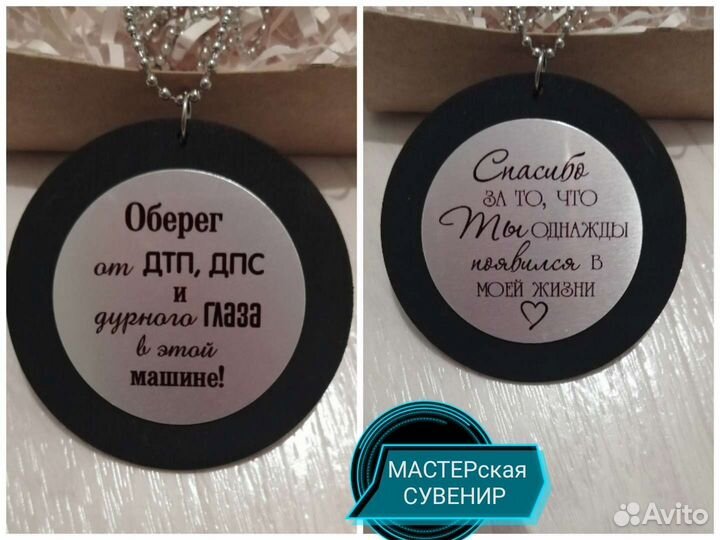 Оберег
от ДТП, ДПС
и
дурного глаза
в этой
машине!
Спасибо
ЗА ТО, ЧТО
Ты ОДНАЖДЫ
появился В
МОЕЙ ЖИЗНИ
МАСТЕРская
СУВЕНИР
Avito